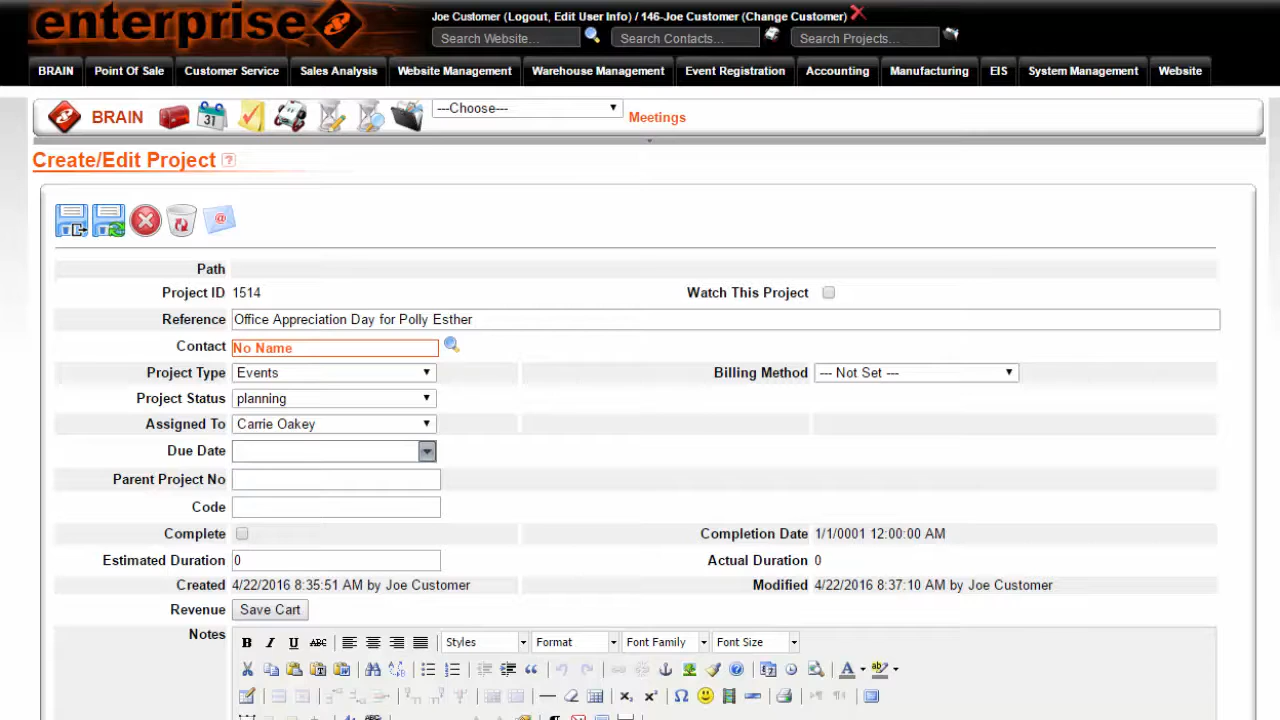 enterprise
Joe Customer (Logout, Edit User Info) / 146-Joe Customer (Change Customer)
Search Website... Search Contacts... Search Projects...
BRAIN Point Of Sale Customer Service Sales Analysis Website Management Warehouse Management Event Registration Accounting Manufacturing EIS System Management Website
BRAIN 31 ---Choose--- Meetings
Create/Edit Project ?
@
Path
Project ID 1514 Watch This Project
Reference Office Appreciation Day for Polly Esther
Contact No Name
Project Type Events Billing Method --- Not Set ---
Project Status planning
Assigned To Carrie Oakey
Due Date
Parent Project No
Code
Complete Completion Date 1/1/0001 12:00:00 AM
Estimated Duration 0 Actual Duration 0
Created 4/22/2016 8:35:51 AM by Joe Customer Modified 4/22/2016 8:37:10 AM by Joe Customer
Revenue Save Cart
Notes B I U ABC Styles Format Font Family Font Size